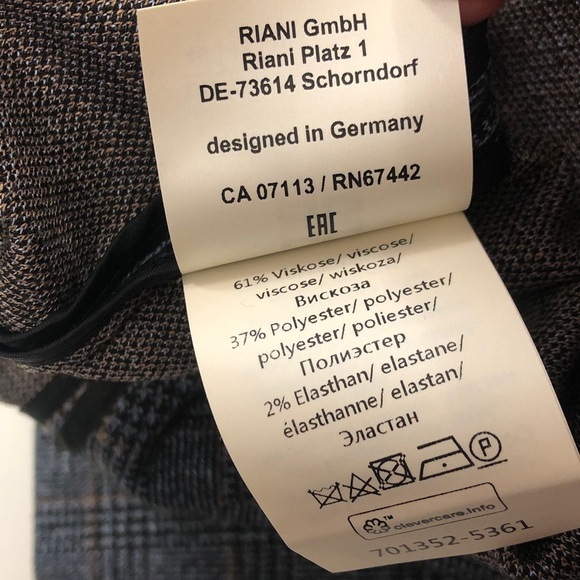 RIANI GmbH
Riani Platz 1
DE-73614 Schorndorf
designed in Germany
CA 07113 / RN67442
EAC
61% Viskose/ viscose/
viscose/ wiskoza/
Вискоза
37% Polyester/ polyester/
polyester/ poliester/
Полиэстер
2% Elasthan/ elastane/
élasthanne/ elastan/
Эластан
P
clevercare.info
701352-5361